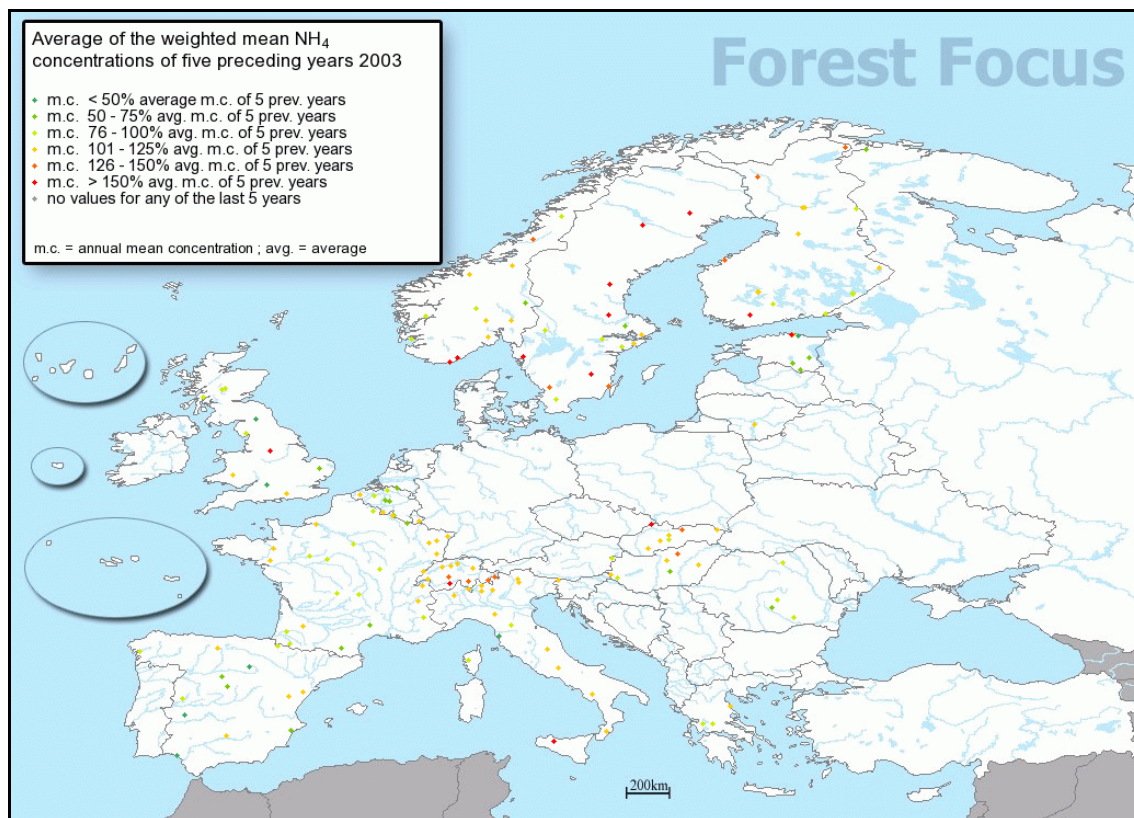 Average of the weighted mean NH₄
concentrations of five preceding years 2003
m.c. < 50% average m.c. of 5 prev. years
m.c. 50 - 75% avg. m.c. of 5 prev. years
m.c. 76 - 100% avg. m.c. of 5 prev. years
m.c. 101 - 125% avg. m.c. of 5 prev. years
m.c. 126 - 150% avg. m.c. of 5 prev. years
m.c. > 150% avg. m.c. of 5 prev. years
no values for any of the last 5 years
m.c. = annual mean concentration ; avg. = average
Forest Focus
200km